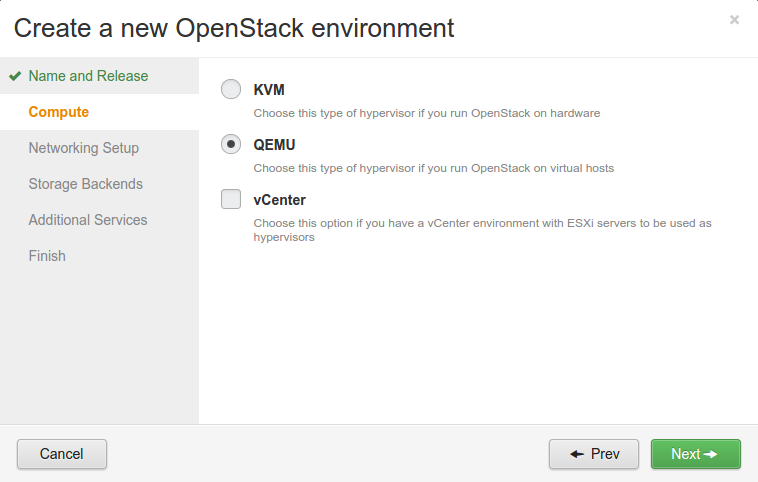 Create a new OpenStack environment
×
Name and Release
Compute
Networking Setup
Storage Backends
Additional Services
Finish
KVM
Choose this type of hypervisor if you run OpenStack on hardware
QEMU
Choose this type of hypervisor if you run OpenStack on virtual hosts
vCenter
Choose this option if you have a vCenter environment with ESXi servers to be used as
hypervisors
Cancel
Prev
Next